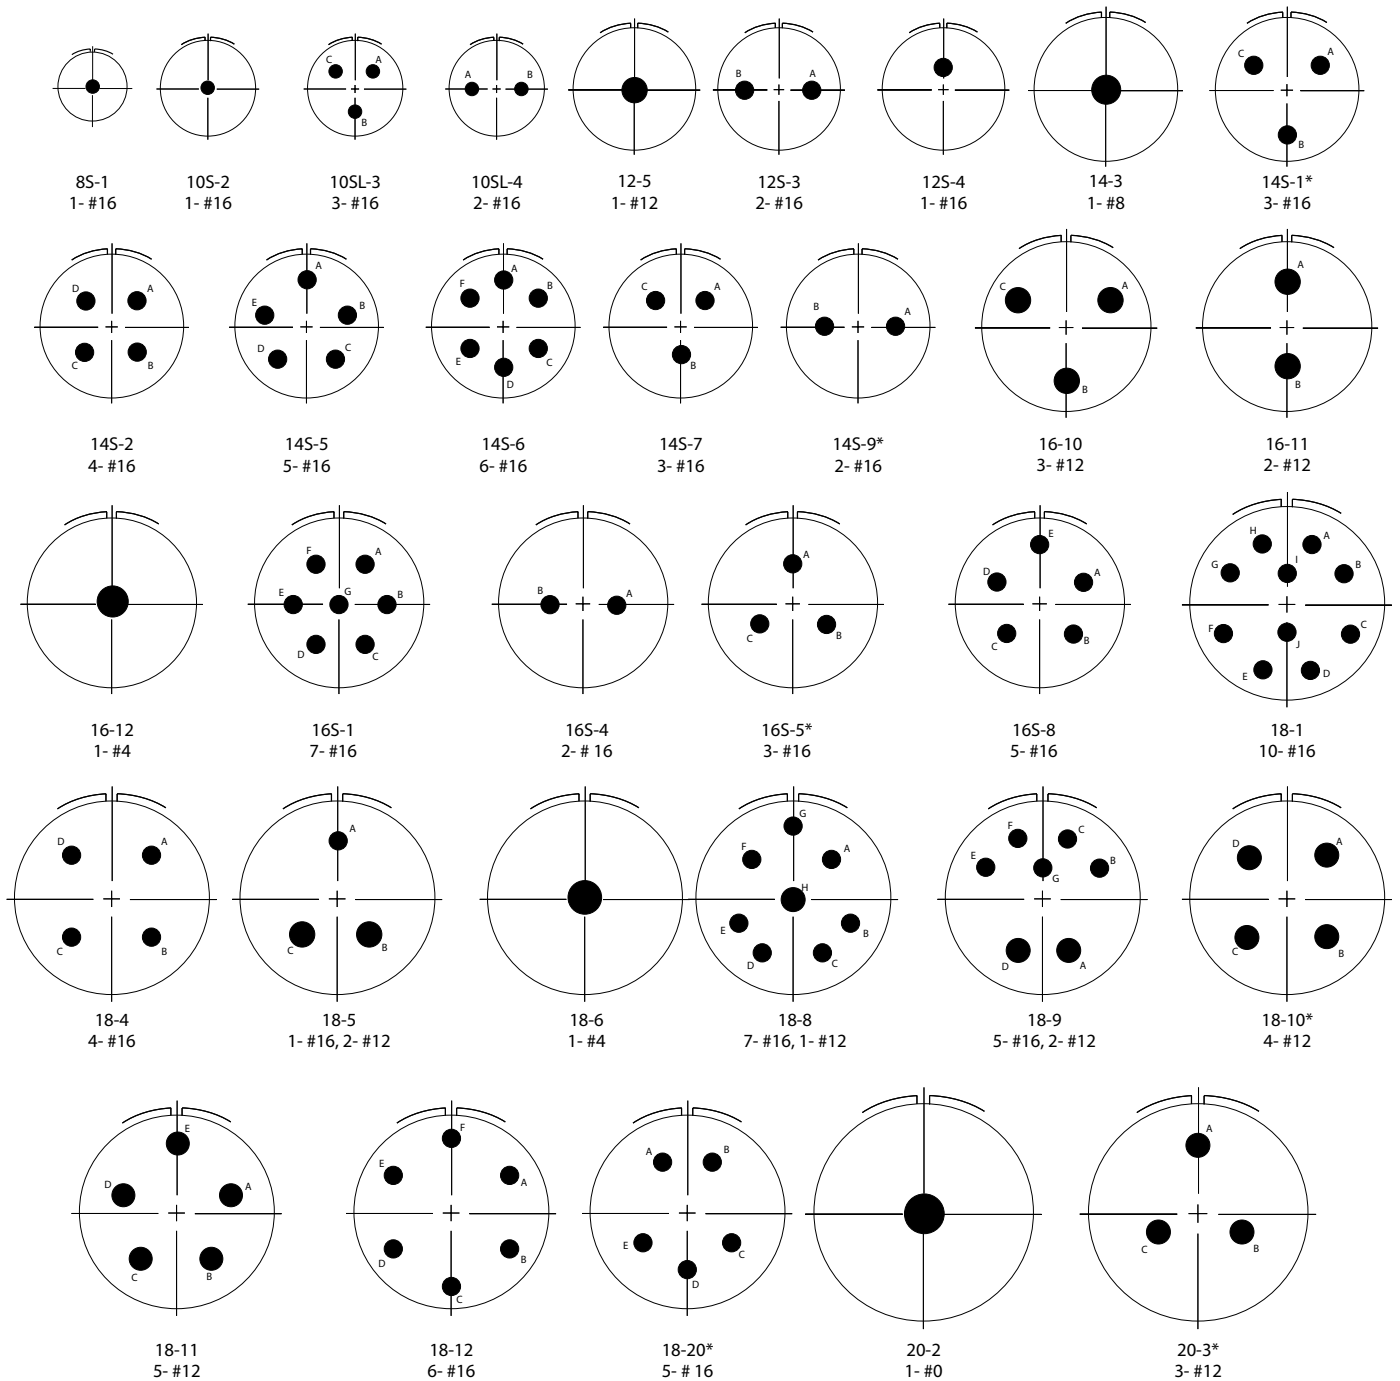 C A
B
A B
B A
C A
B
8S-1 10S-2 10SL-3 10SL-4 12-5 12S-3 12S-4 14-3 14S-1*
1- #16 1- #16 3- #16 2- #16 1- #12 2- #16 1- #16 1- #8 3- #16
D A
C B
A
E B
D C
A
F B
E C
D
C A
B
B A
C A
B
A
B
14S-2 14S-5 14S-6 14S-7 14S-9* 16-10 16-11
4- #16 5- #16 6- #16 3- #16 2- #16 3- #12 2- #12
F A
E G B
D C
B A
A
C B
E
D A
C B
H A
G I B
F J C
E D
16-12 16S-1 16S-4 16S-5* 16S-8 18-1
1- #4 7- #16 2- # 16 3- #16 5- #16 10- #16
D A
C B
A
C B
G
F A
H
E B
D C
F C
E G B
D A
D A
C B
18-4 18-5 18-6 18-8 18-9 18-10*
4- #16 1- #16, 2- #12 1- #4 7- #16, 1- #12 5- #16, 2- #12 4- #12
E
D A
C B
F
E A
D B
C
A B
E C
D
A
C B
18-11 18-12 18-20* 20-2 20-3*
5- #12 6- #16 5- # 16 1- #0 3- #12